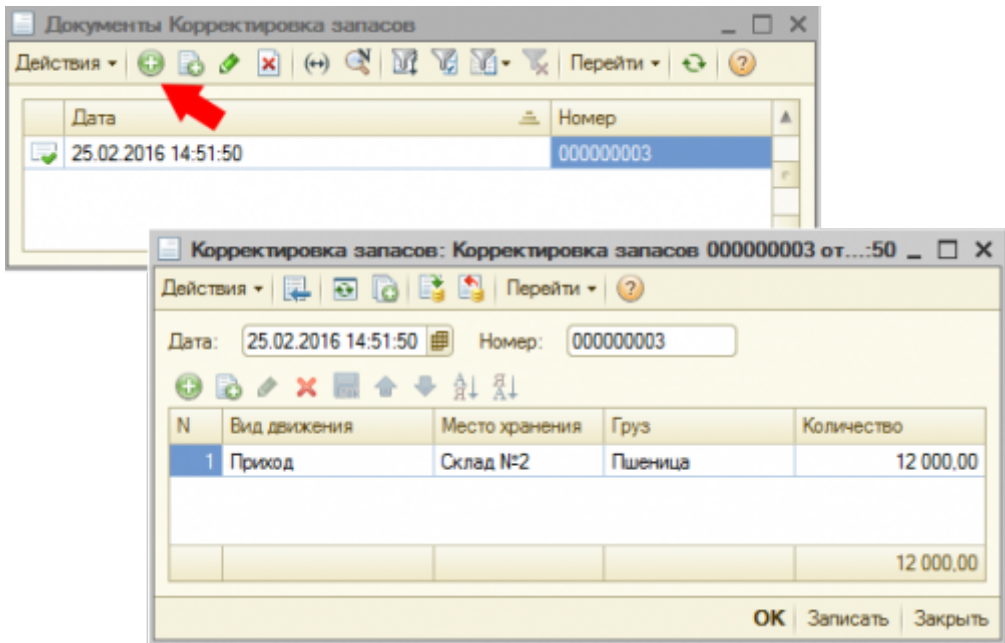 Документы Корректировка запасов
Действия Перейти
Дата Номер
25.02.2016 14:51:50 000000003
Корректировка запасов: Корректировка запасов 000000003 от...:50
Действия Перейти
Дата: 25.02.2016 14:51:50 Номер: 000000003
N Вид движения Место хранения Груз Количество
1 Приход Склад №2 Пшеница 12 000,00
12 000,00
OK Записать Закрыть